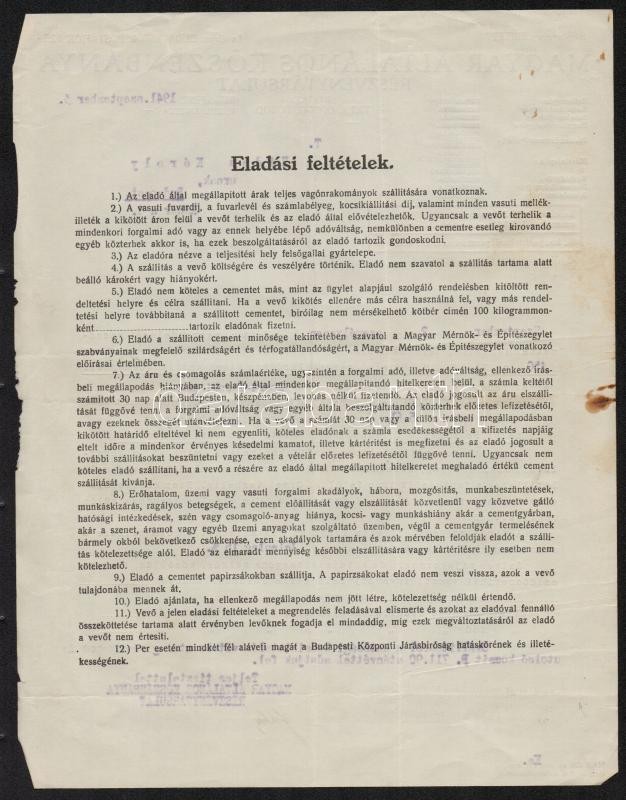 Eladási feltételek.
1.) Az eladó által megállapított árak teljes vagónrakományok szállítására vonatkoznak.
2.) A vasuti fuvardíj, a fuvarlevél és számlabélyeg, kocsikiállítási díj, valamint minden vasuti mellék-
illeték a kikötött áron felül a vevőt terhelik és az eladó által elővételezhetők. Ugyancsak a vevőt terhelik a
mindenkori forgalmi adó vagy az ennek helyébe lépő adóváltság, nemkülönben a cementre esetleg kirovandó
egyéb közterhek akkor is, ha ezek beszolgáltatásáról az eladó tartozik gondoskodni.
3.) Az eladóra nézve a teljesitési hely felsőgallai gyártelepe.
4.) A szállítás a vevő költségére és veszélyére történik. Eladó nem szavatol a szállítás tartama alatt
beálló károkért vagy hiányokért.
5.) Eladó nem köteles a cementet más, mint az ügylet alapjául szolgáló rendelésben kitöltött ren-
deltetési helyre és célra szállítani. Ha a vevő kikötés ellenére más célra használná fel, vagy más rendel-
tetési helyre továbbítaná a szállított cementet, biróilag nem mérsékelhető kötbér címén 100 kilogrammon-
ként tartozik eladónak fizetni.
6.) Eladó a szállított cement minősége tekintetében szavatol a Magyar Mérnök- és Építészegylet
szabványainak megfelelő szilárdságért és térfogatállandóságért, a Magyar Mérnök- és Építészegylet vonatkozó
előírásai értelmében.
7.) Az áru és csomagolás számlaértéke, ugyszintén a forgalmi adó, illetve adóváltság, ellenkező írás-
beli megállapodás hiányában, az eladó által mindenkor megállapítandó hitelkereten belül, a számla keltétől
számított 30 nap alatt Budapesten, készpénzben, levonás nélkül fizetendő. Az eladó jogosult az áru elszállí-
tását függővé tenni a forgalmi adóváltság vagy egyéb általa beszolgáltatandó közterhek előzetes lefizetésétől,
avagy ezeknek összegét utánvételezni. Ha a vevő a számlát 30 nap vagy a külön írásbeli megállapodásban
kikötött határidő elteltével ki nem egyenlíti, köteles eladónak a számla esedékességétől a kifizetés napjáig
eltelt időre a mindenkor érvényes késedelmi kamatot, illetve kártérítést is megfizetni és az eladó jogosult a
további szállításokat beszüntetni vagy ezeket a vételár előzetes lefizetésétől függővé tenni. Ugyancsak nem
köteles eladó szállítani, ha a vevő a részére az eladó által megállapított hitelkeretet meghaladó értékű cement
szállítását kívánja.
8.) Erőhatalom, üzemi vagy vasuti forgalmi akadályok, háboru, mozgósítás, munkabeszüntetések,
munkáskizárás, ragályos betegségek, a cement előállítását vagy elszállítását közvetlenül vagy közvetve gátló
hatósági intézkedések, szén vagy csomagoló-anyag hiánya, kocsi- vagy munkáshiány akár a cementgyárban,
akár a szenet, áramot vagy egyéb üzemi anyagokat szolgáltató üzemben, végül a cementgyár termelésének
bármely okból bekövetkező csökkenése, ezen akadályok tartamára és azok mérvében feloldják eladót a szállí-
tás kötelezettsége alól. Eladó az elmaradt mennyiség későbbi elszállítására vagy kártérítésre ily esetben nem
kötelezhető.
9.) Eladó a cementet papirzsákokban szállítja. A papirzsákokat eladó nem veszi vissza, azok a vevő
tulajdonába mennek át.
10.) Eladó ajánlata, ha ellenkező megállapodás nem jött létre, kötelezettség nélkül értendő.
11.) Vevő a jelen eladási feltételeket a megrendelés feladásával elismerte és azokat az eladóval fennálló
összeköttetése tartama alatt érvényben levőknek fogadja el mindaddig, míg ezek megváltoztatásáról az eladó
a vevőt nem értesiti.
12.) Per esetén mindkét fél aláveti magát a Budapesti Központi Járásbíróság hatáskörének és illeté-
kességének.
darabanth